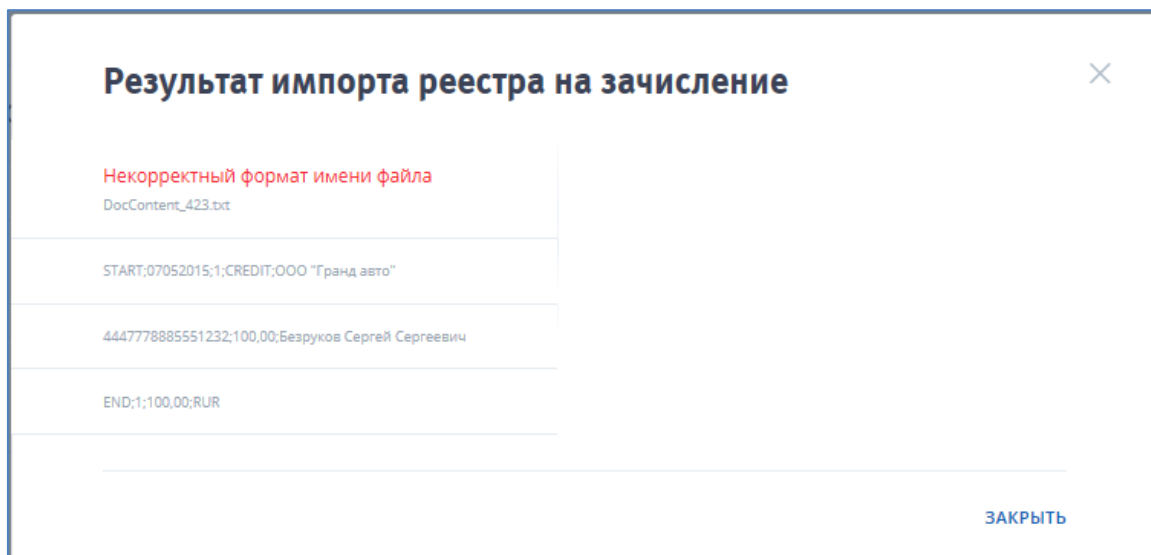 Результат импорта реестра на зачисление
Некорректный формат имени файла
DocContent_423.txt
START;07052015;1;CREDIT;ООО "Гранд авто"
4447778885551232;100,00;Безруков Сергей Сергеевич
END;1;100,00;RUR
ЗАКРЫТЬ